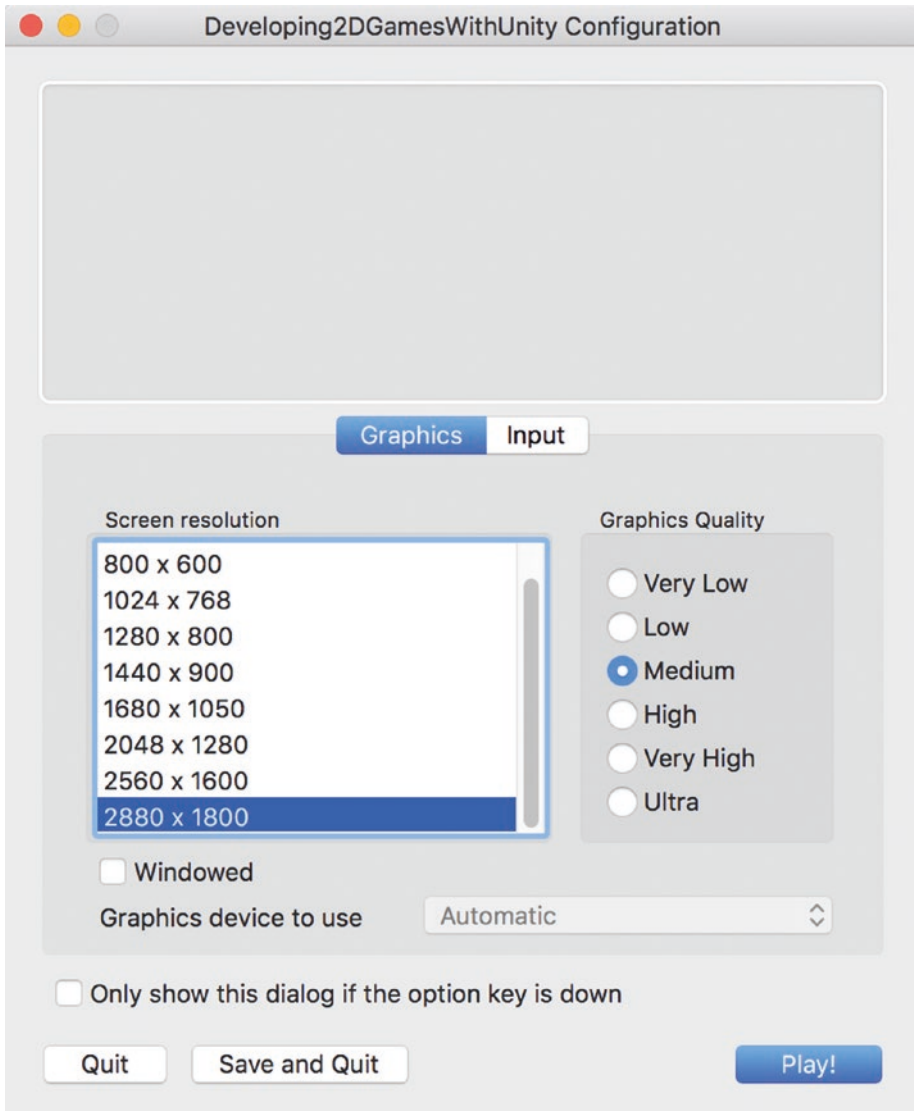 Developing2DGamesWithUnity Configuration
Graphics
Input
Screen resolution
800 x 600
1024 x 768
1280 x 800
1440 x 900
1680 x 1050
2048 x 1280
2560 x 1600
2880 x 1800
Graphics Quality
Very Low
Low
Medium
High
Very High
Ultra
Windowed
Graphics device to use
Automatic
Only show this dialog if the option key is down
Quit
Save and Quit
Play!